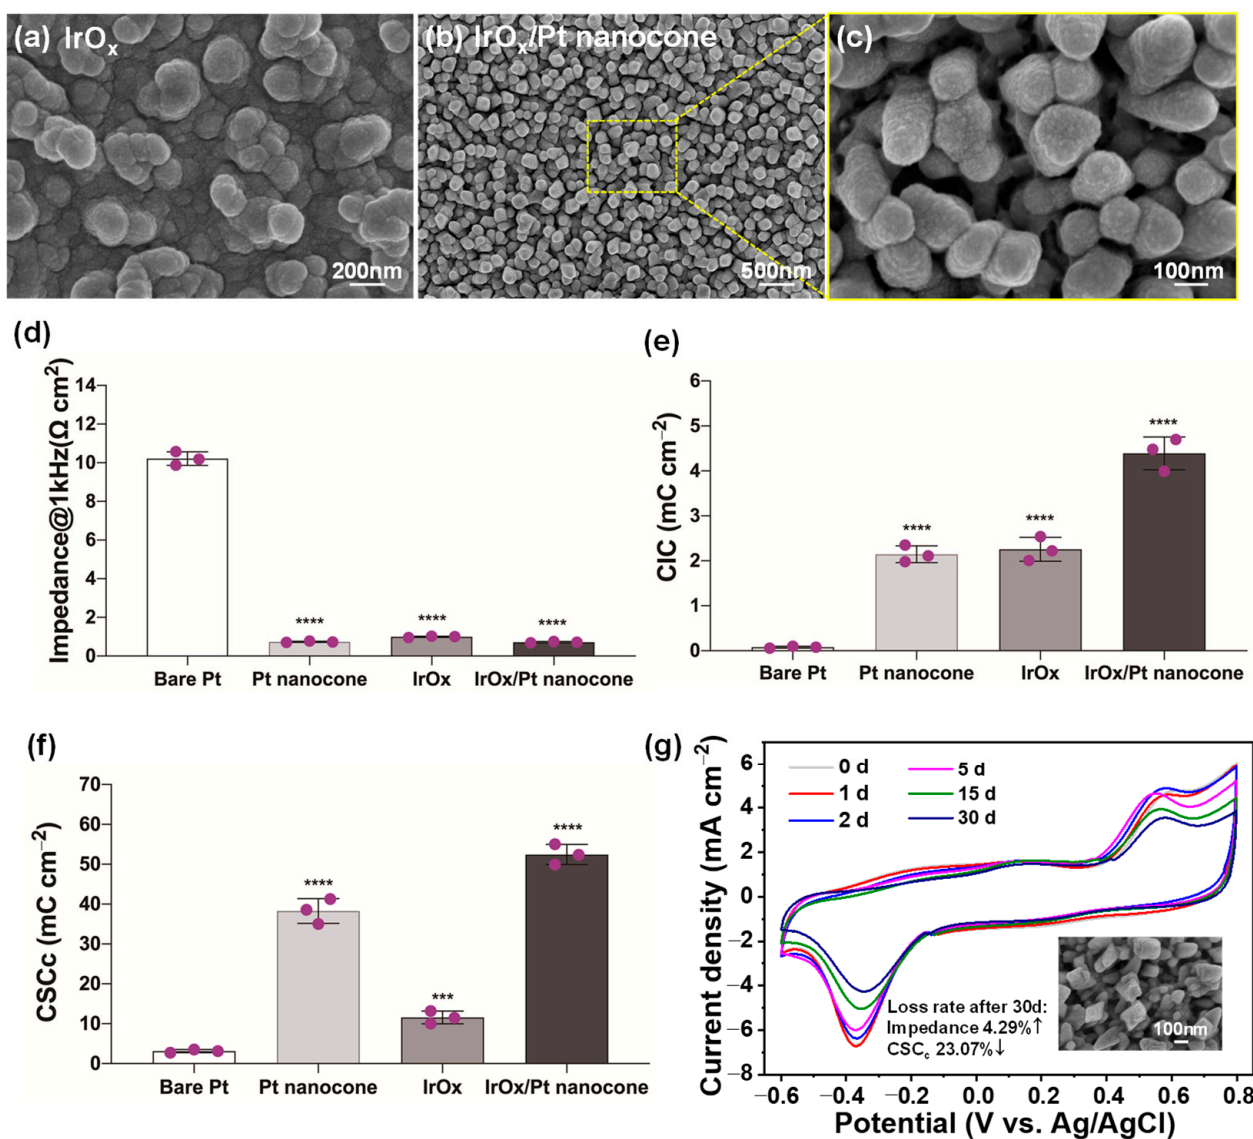 (a) IrOₓ
200nm
(b) IrOₓ/Pt nanocone
500nm
(c)
100nm
(d)
Impedance@1kHz(Ω cm²)
14
12
10
8
6
4
2
0
****
****
****
Bare Pt
Pt nanocone
IrOx
IrOx/Pt nanocone
(e)
CIC (mC cm⁻²)
6
5
4
3
2
1
0
****
****
****
Bare Pt
Pt nanocone
IrOx
IrOx/Pt nanocone
(f)
CSCc (mC cm⁻²)
70
60
50
40
30
20
10
0
****
***
****
Bare Pt
Pt nanocone
IrOx
IrOx/Pt nanocone
(g)
Current density (mA cm⁻²)
6
4
2
0
−2
−4
−6
−8
0 d
1 d
2 d
5 d
15 d
30 d
Loss rate after 30d:
Impedance 4.29%↑
CSC꜀ 23.07%↓
100nm
−0.6
−0.4
−0.2
0.0
0.2
0.4
0.6
0.8
Potential (V vs. Ag/AgCl)